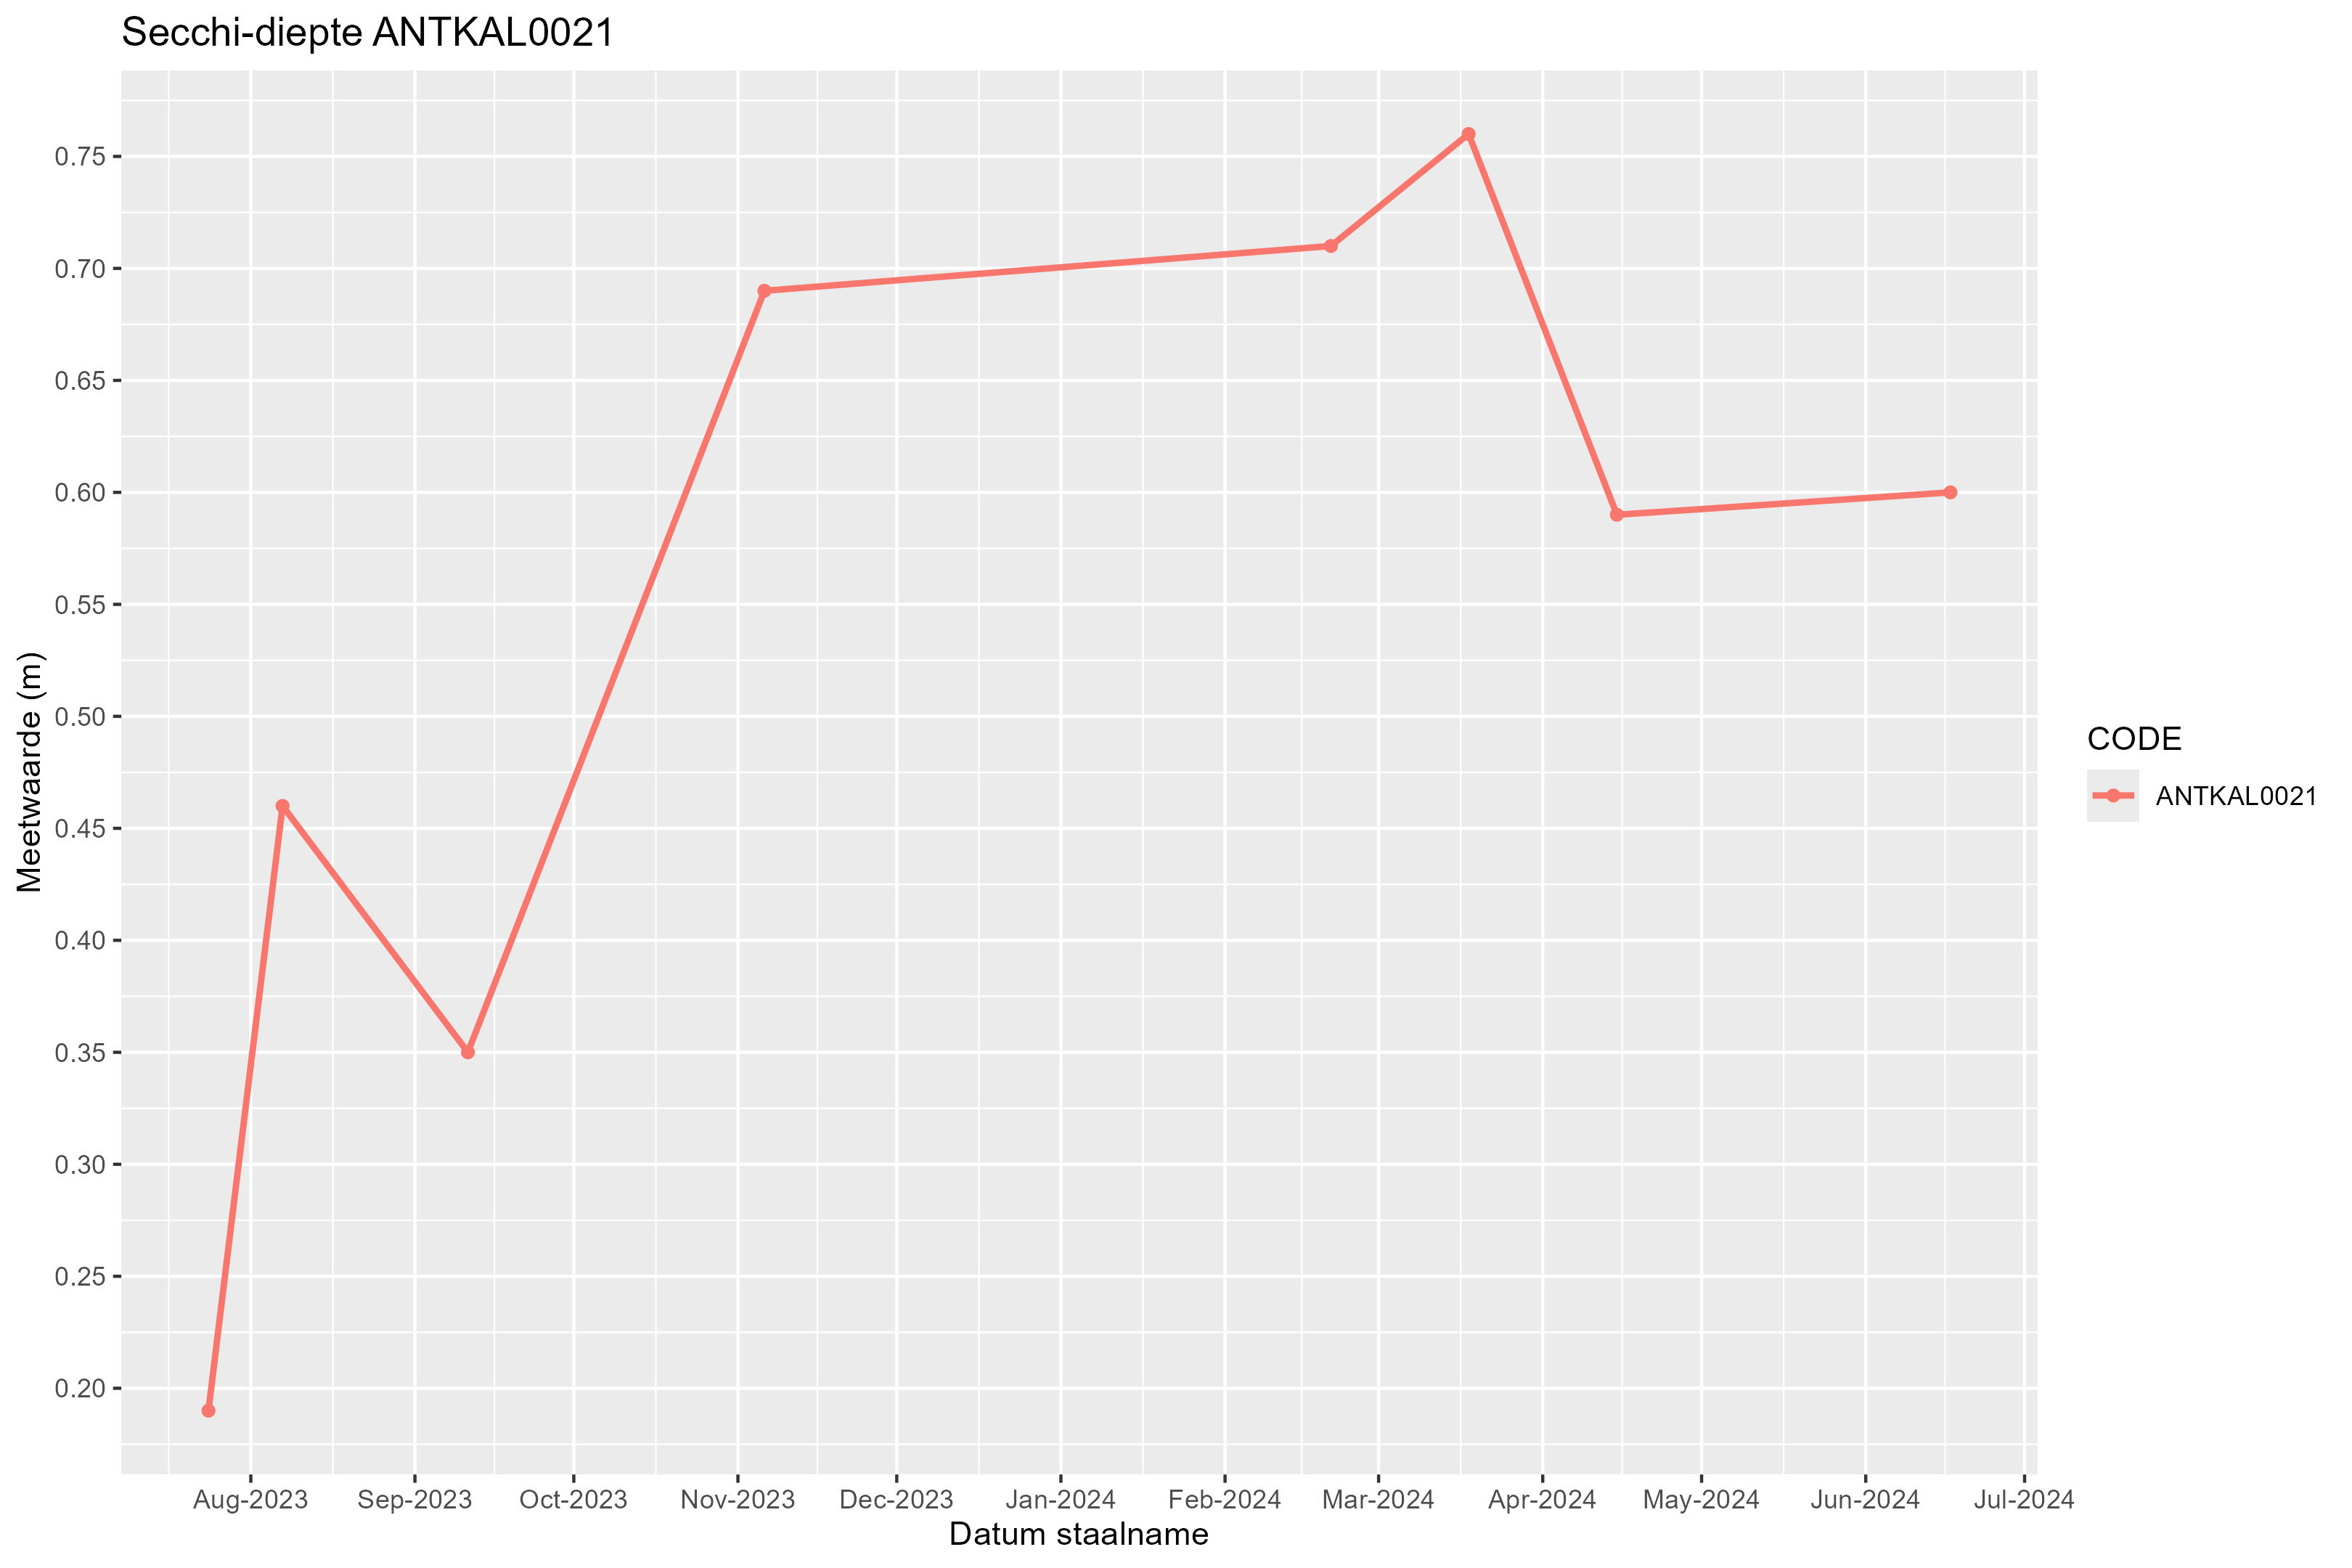 Secchi-diepte ANTKAL0021
Meetwaarde (m)
0.75
0.70
0.65
0.60
0.55
0.50
0.45
0.40
0.35
0.30
0.25
0.20
Aug-2023 Sep-2023 Oct-2023 Nov-2023 Dec-2023 Jan-2024 Feb-2024 Mar-2024 Apr-2024 May-2024 Jun-2024 Jul-2024
Datum staalname
CODE
ANTKAL0021